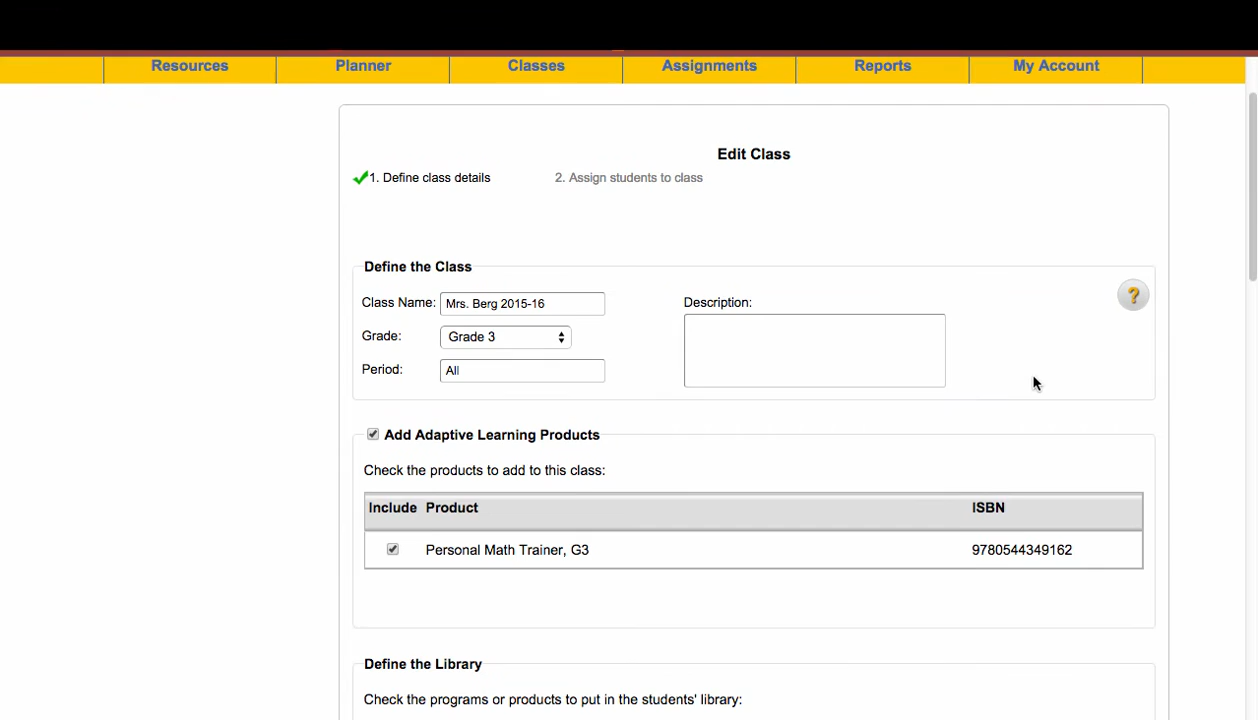 Resources Planner Classes Assignments Reports My Account
Edit Class
1. Define class details 2. Assign students to class
Define the Class
?
Class Name: Mrs. Berg 2015-16 Description:
Grade: Grade 3
Period: All
Add Adaptive Learning Products
Check the products to add to this class:
Include Product ISBN
Personal Math Trainer, G3 9780544349162
Define the Library
Check the programs or products to put in the students' library: